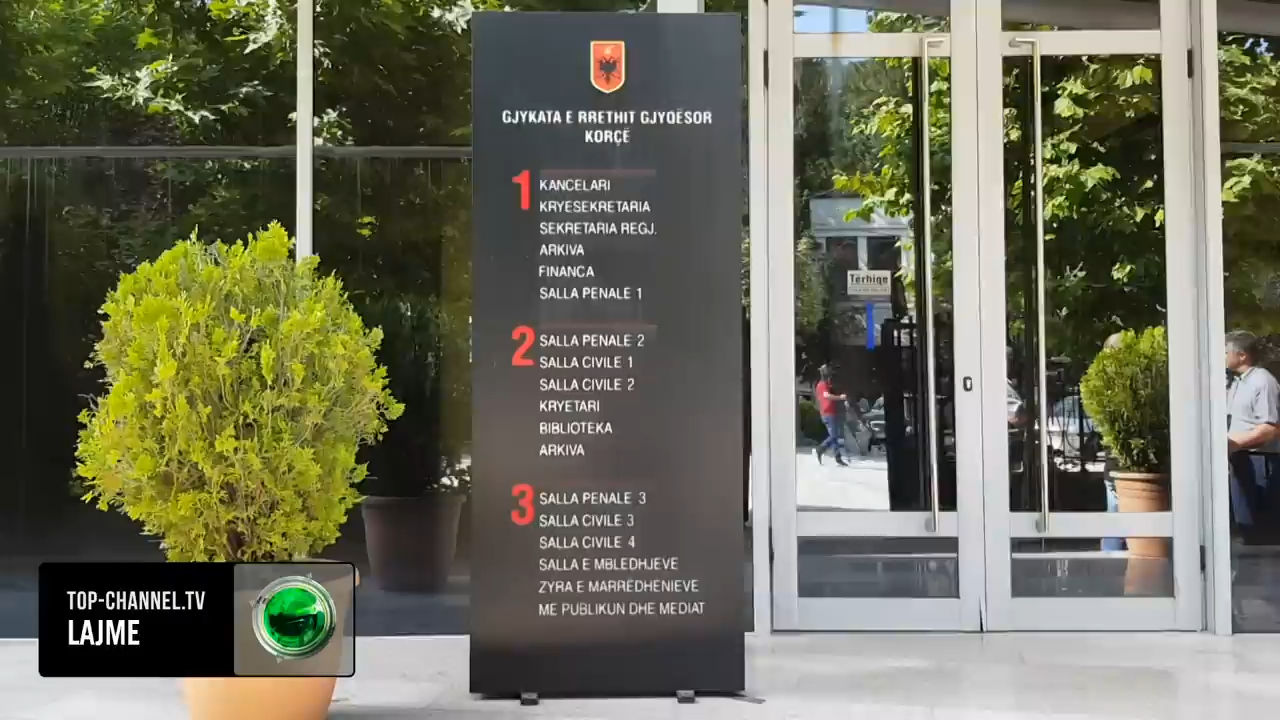 GJYKATA E RRETHIT GJYQËSOR
KORÇË
1
KANCELARI
KRYESEKRETARIA
SEKRETARIA REGJ.
ARKIVA
FINANCA
SALLA PENALE 1
2
SALLA PENALE 2
SALLA CIVILE 1
SALLA CIVILE 2
KRYETARI
BIBLIOTEKA
ARKIVA
3
SALLA PENALE 3
SALLA CIVILE 3
SALLA CIVILE 4
SALLA E MBLEDHJEVE
ZYRA E MARRËDHENIEVE
ME PUBLIKUN DHE MEDIAT
Tërhiqe
TOP-CHANNEL.TV
LAJME